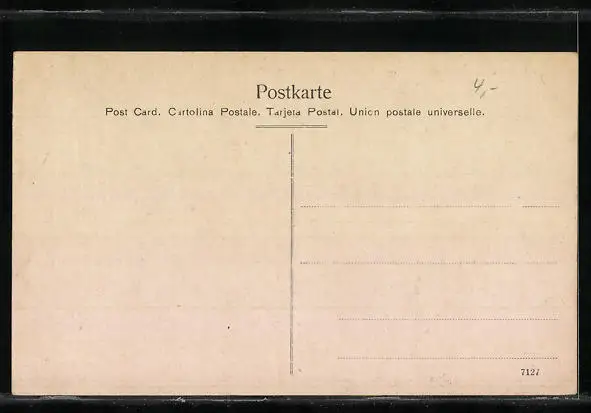 Postkarte
4,-
Post Card. Cartolina Postale. Tarjeta Postal. Union postale universelle.
7127